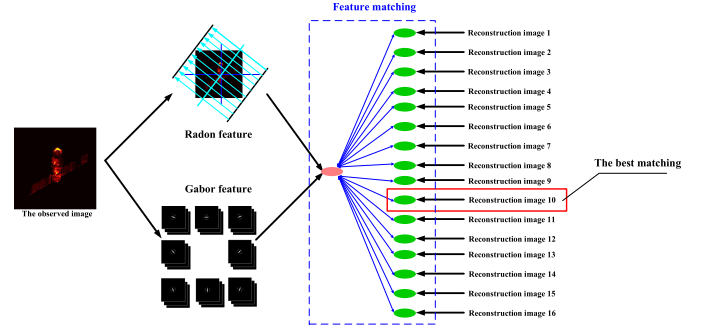 Feature matching
Radon feature
Gabor feature
The observed image
Reconstruction image 1
Reconstruction image 2
Reconstruction image 3
Reconstruction image 4
Reconstruction image 5
Reconstruction image 6
Reconstruction image 7
Reconstruction image 8
Reconstruction image 9
Reconstruction image 10
Reconstruction image 11
Reconstruction image 12
Reconstruction image 13
Reconstruction image 14
Reconstruction image 15
Reconstruction image 16
The best matching